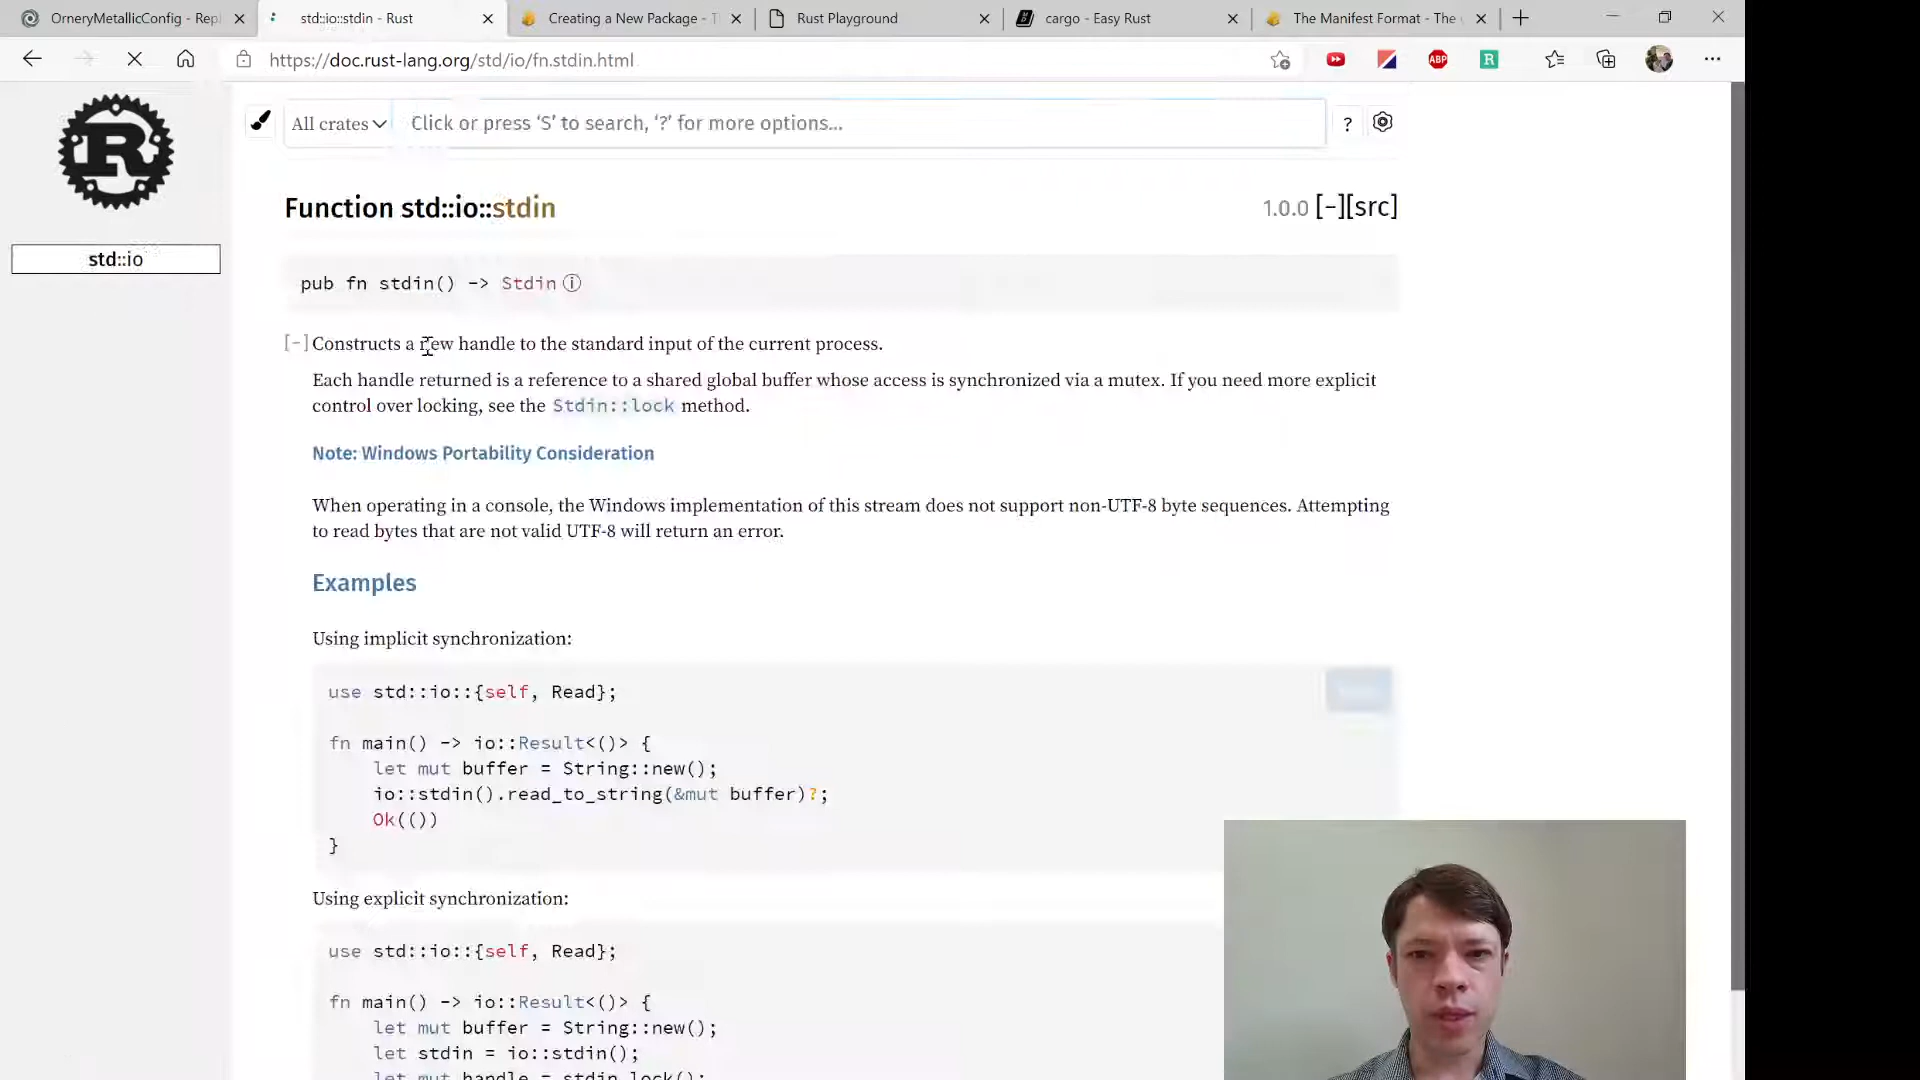 OrneyMetallicConfig - Repl
std::io::stdin - Rust
Creating a New Package - T
Rust Playground
cargo - Easy Rust
The Manifest Format - The
https://doc.rust-lang.org/std/io/fn.stdin.html
ABP
R
All crates
Click or press ‘S’ to search, ‘?’ for more options...
?
R
Function std::io::stdin
1.0.0 [-][src]
std::io
pub fn stdin() -> Stdin ⓘ
[-] Constructs a new handle to the standard input of the current process.
Each handle returned is a reference to a shared global buffer whose access is synchronized via a mutex. If you need more explicit
control over locking, see the Stdin::lock method.
Note: Windows Portability Consideration
When operating in a console, the Windows implementation of this stream does not support non-UTF-8 byte sequences. Attempting
to read bytes that are not valid UTF-8 will return an error.
Examples
Using implicit synchronization:
use std::io::{self, Read};
fn main() -> io::Result<()> {
let mut buffer = String::new();
io::stdin().read_to_string(&mut buffer)?;
Ok(())
}
Using explicit synchronization:
use std::io::{self, Read};
fn main() -> io::Result<()> {
let mut buffer = String::new();
let stdin = io::stdin();
let mut handle = stdin.lock();